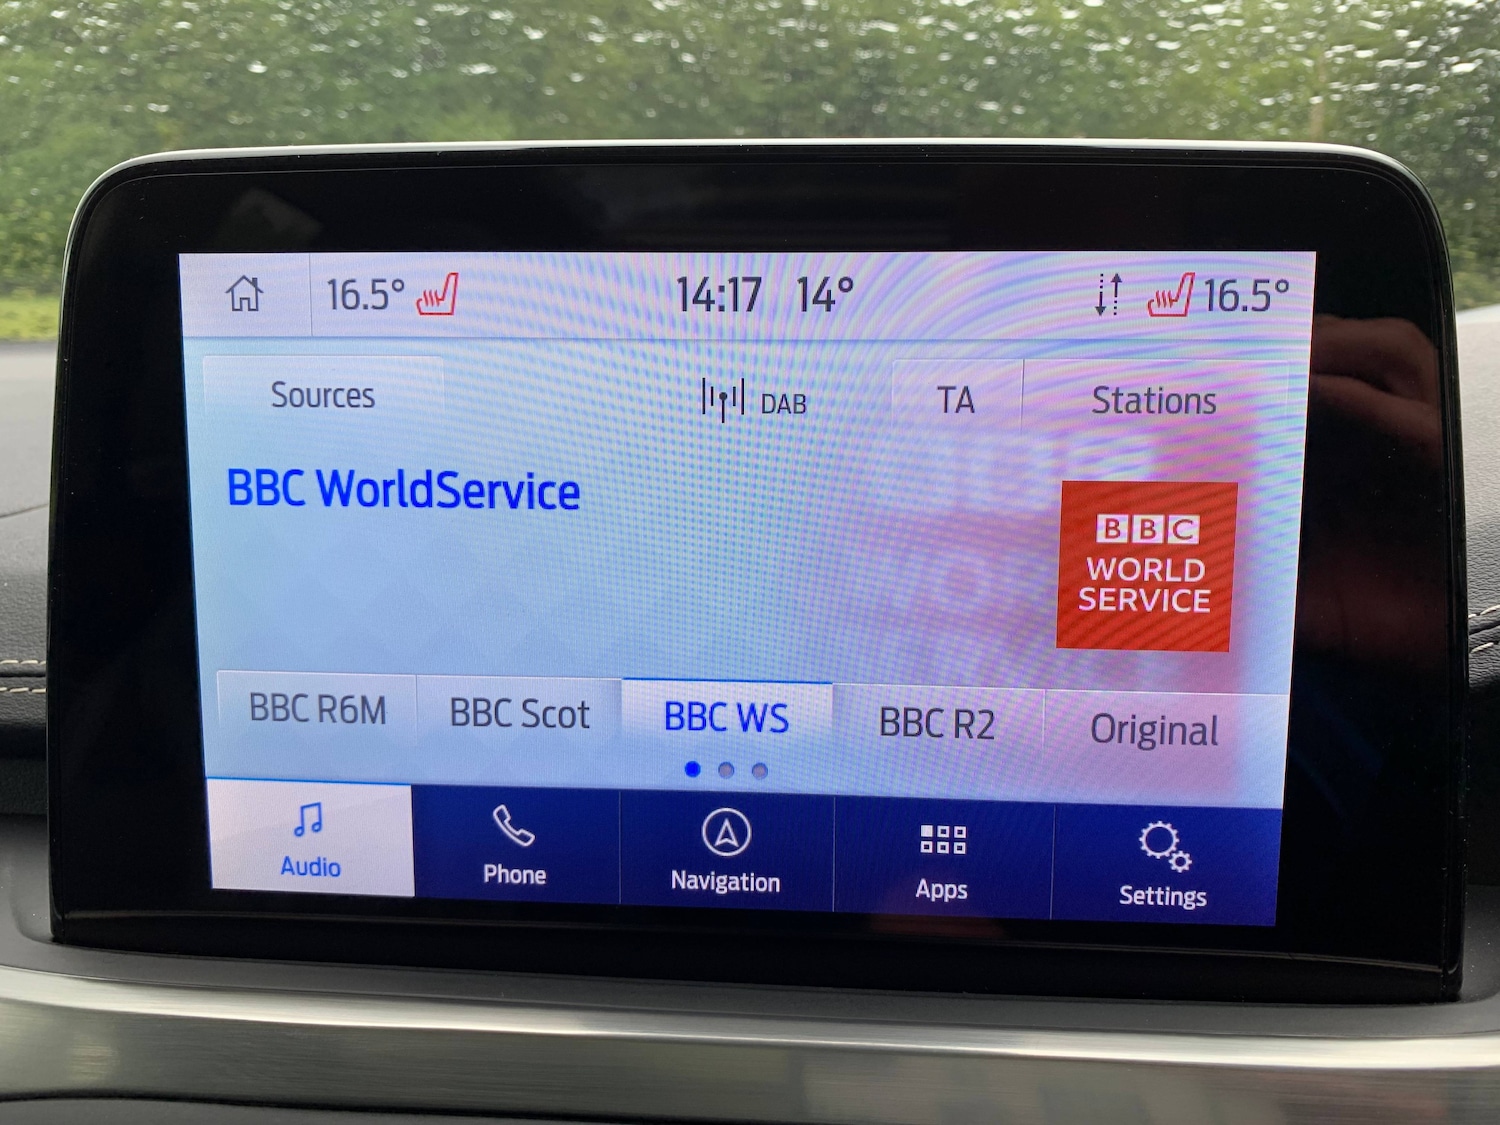 16.5° 14:17 14° 16.5°
Sources DAB TA Stations
BBC WorldService
BBC
WORLD
SERVICE
BBC R6M BBC Scot BBC WS BBC R2 Original
Audio Phone Navigation Apps Settings